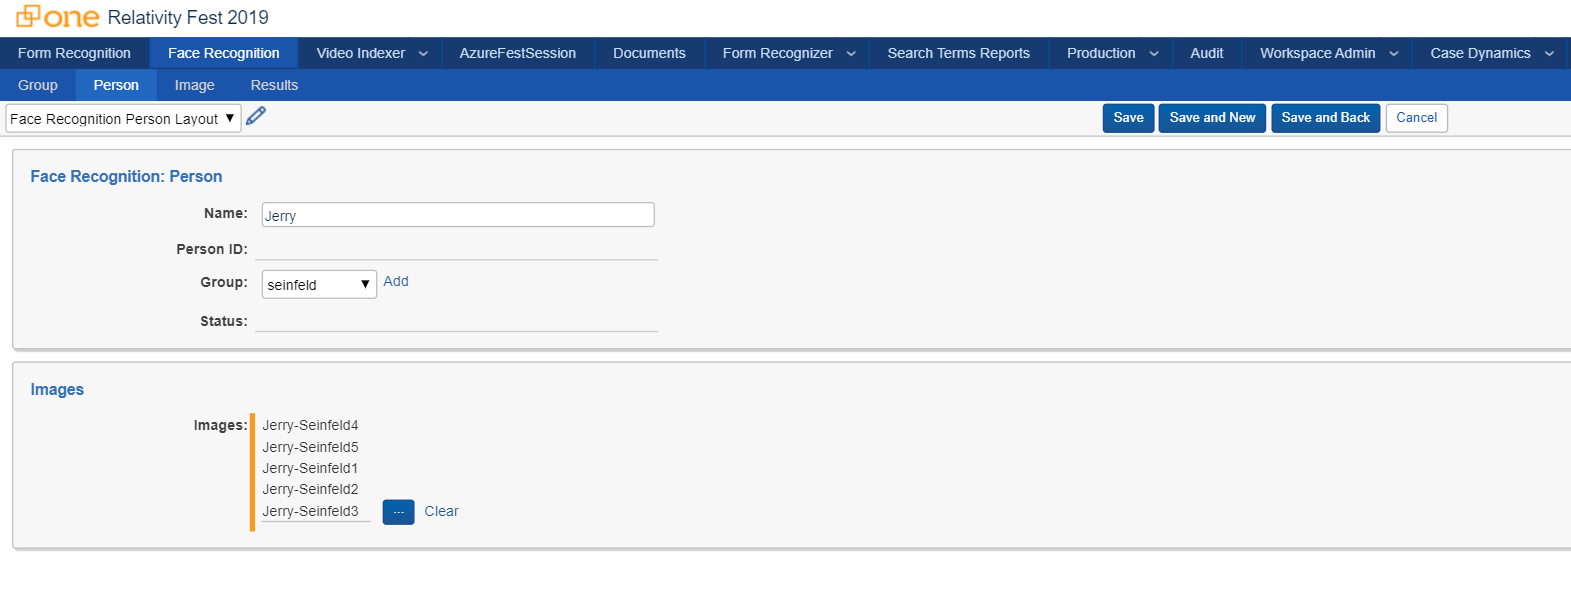 one Relativity Fest 2019
Form Recognition Face Recognition Video Indexer AzureFestSession Documents Form Recognizer Search Terms Reports Production Audit Workspace Admin Case Dynamics
Group Person Image Results
Face Recognition Person Layout Save Save and New Save and Back Cancel
Face Recognition: Person
Name: Jerry
Person ID:
Group: seinfeld Add
Status:
Images
Images: Jerry-Seinfeld4
Jerry-Seinfeld5
Jerry-Seinfeld1
Jerry-Seinfeld2
Jerry-Seinfeld3 ... Clear